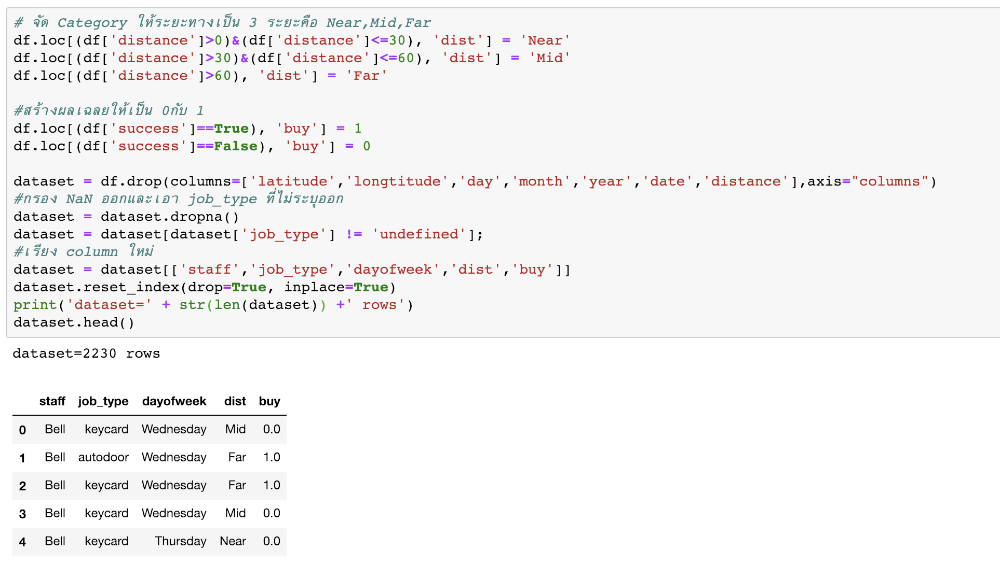 # จัด Category ให้ระยะทางเป็น 3 ระยะคือ Near,Mid,Far
df.loc[(df['distance']>0)&(df['distance']<=30), 'dist'] = 'Near'
df.loc[(df['distance']>30)&(df['distance']<=60), 'dist'] = 'Mid'
df.loc[(df['distance']>60), 'dist'] = 'Far'
#สร้างผลเฉลยให้เป็น 0กับ 1
df.loc[(df['success']==True), 'buy'] = 1
df.loc[(df['success']==False), 'buy'] = 0
dataset = df.drop(columns=['latitude','longtitude','day','month','year','date','distance'],axis="columns")
#กรอง NaN ออกและเอา job_type ที่ไม่ระบุออก
dataset = dataset.dropna()
dataset = dataset[dataset['job_type'] != 'undefined'];
#เรียง column ใหม่
dataset = dataset[['staff','job_type','dayofweek','dist','buy']]
dataset.reset_index(drop=True, inplace=True)
print('dataset=' + str(len(dataset)) +' rows')
dataset.head()
dataset=2230 rows
staff job_type dayofweek dist buy
0 Bell keycard Wednesday Mid 0.0
1 Bell autodoor Wednesday Far 1.0
2 Bell keycard Wednesday Far 1.0
3 Bell keycard Wednesday Mid 0.0
4 Bell keycard Thursday Near 0.0